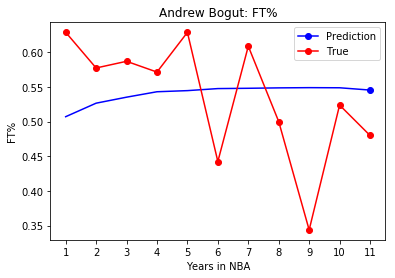 Andrew Bogut: FT%
Prediction
True
FT%
0.60
0.55
0.50
0.45
0.40
0.35
1 2 3 4 5 6 7 8 9 10 11
Years in NBA